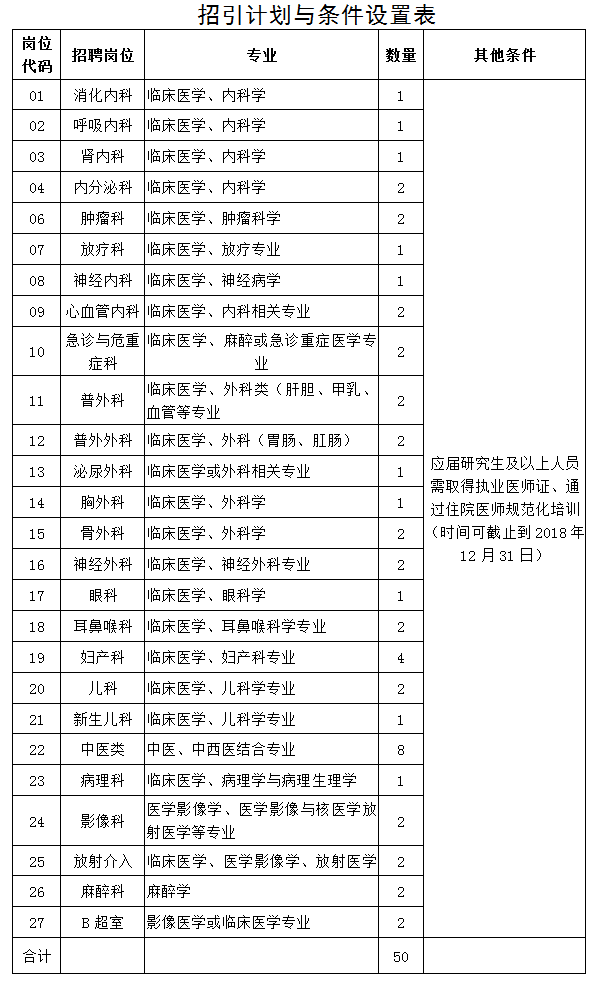 招引计划与条件设置表
岗位代码 招聘岗位 专业 数量 其他条件
01 消化内科 临床医学、内科学 1
02 呼吸内科 临床医学、内科学 1
03 肾内科 临床医学、内科学 1
04 内分泌科 临床医学、内科学 2
06 肿瘤科 临床医学、肿瘤科学 2
07 放疗科 临床医学、放疗专业 1
08 神经内科 临床医学、神经病学 1
09 心血管内科 临床医学、内科相关专业 2
10 急诊与危重
症科 临床医学、麻醉或急诊重症医学专
业 2
11 普外科 临床医学、外科类（肝胆、甲乳、
血管等专业 2
12 普外外科 临床医学、外科（胃肠、肛肠） 2
13 泌尿外科 临床医学或外科相关专业 1
14 胸外科 临床医学、外科学 1
15 骨外科 临床医学、外科学 2
16 神经外科 临床医学、神经外科专业 2
17 眼科 临床医学、眼科学 1
18 耳鼻喉科 临床医学、耳鼻喉科学专业 2
19 妇产科 临床医学、妇产科专业 4
20 儿科 临床医学、儿科学专业 2
21 新生儿科 临床医学、儿科学专业 1
22 中医类 中医、中西医结合专业 8
23 病理科 临床医学、病理学与病理生理学 1
24 影像科 医学影像学、医学影像与核医学放
射医学等专业 2
25 放射介入 临床医学、医学影像学、放射医学 2
26 麻醉科 麻醉学 2
27 B超室 影像医学或临床医学专业 2
应届研究生及以上人员
需取得执业医师证、通
过住院医师规范化培训
（时间可截止到2018年
12月31日）
合计 50